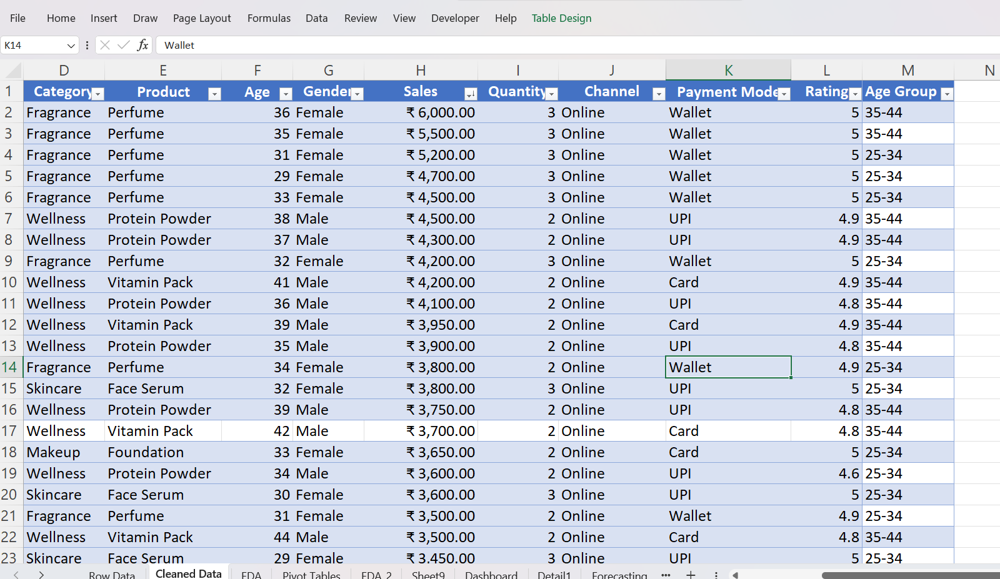 File Home Insert Draw Page Layout Formulas Data Review View Developer Help Table Design
K14 fx Wallet
D E F G H I J K L M N
1 Category Product Age Gender Sales Quantity Channel Payment Mode Rating Age Group
2 Fragrance Perfume 36 Female ₹ 6,000.00 3 Online Wallet 5 35-44
3 Fragrance Perfume 35 Female ₹ 5,500.00 3 Online Wallet 5 35-44
4 Fragrance Perfume 31 Female ₹ 5,200.00 3 Online Wallet 5 25-34
5 Fragrance Perfume 29 Female ₹ 4,700.00 3 Online Wallet 5 25-34
6 Fragrance Perfume 33 Female ₹ 4,500.00 3 Online Wallet 5 25-34
7 Wellness Protein Powder 38 Male ₹ 4,500.00 2 Online UPI 4.9 35-44
8 Wellness Protein Powder 37 Male ₹ 4,300.00 2 Online UPI 4.9 35-44
9 Fragrance Perfume 32 Female ₹ 4,200.00 3 Online Wallet 5 25-34
10 Wellness Vitamin Pack 41 Male ₹ 4,200.00 2 Online Card 4.9 35-44
11 Wellness Protein Powder 36 Male ₹ 4,100.00 2 Online UPI 4.8 35-44
12 Wellness Vitamin Pack 39 Male ₹ 3,950.00 2 Online Card 4.9 35-44
13 Wellness Protein Powder 35 Male ₹ 3,900.00 2 Online UPI 4.8 35-44
14 Fragrance Perfume 34 Female ₹ 3,800.00 2 Online Wallet 4.9 25-34
15 Skincare Face Serum 32 Female ₹ 3,800.00 3 Online UPI 5 25-34
16 Wellness Protein Powder 39 Male ₹ 3,750.00 2 Online UPI 4.8 35-44
17 Wellness Vitamin Pack 42 Male ₹ 3,700.00 2 Online Card 4.8 35-44
18 Makeup Foundation 33 Female ₹ 3,650.00 2 Online Card 5 25-34
19 Wellness Protein Powder 34 Male ₹ 3,600.00 2 Online UPI 4.6 25-34
20 Skincare Face Serum 30 Female ₹ 3,600.00 3 Online UPI 5 25-34
21 Fragrance Perfume 31 Female ₹ 3,500.00 2 Online Wallet 4.9 25-34
22 Wellness Vitamin Pack 44 Male ₹ 3,500.00 2 Online Card 4.8 35-44
23 Skincare Face Serum 29 Female ₹ 3,450.00 3 Online UPI 5 25-34
Row Data Cleaned Data EDA Pivot Tables EDA 2 Sheet9 Dashboard Detail1 Forecasting